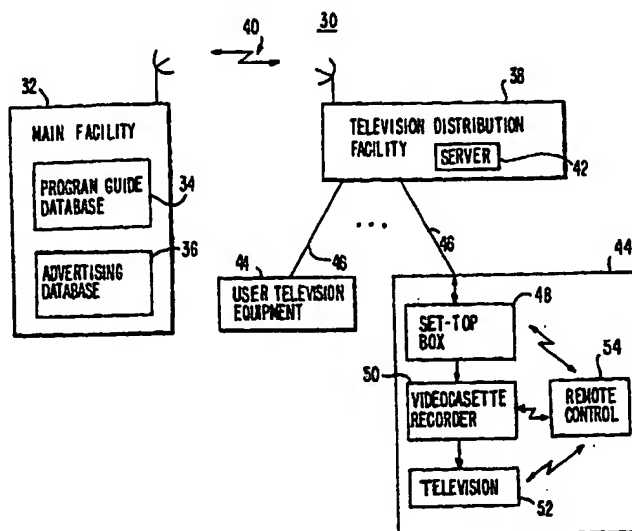 30
40
32
38
MAIN FACILITY
TELEVISION DISTRIBUTION
FACILITY
SERVER
42
PROGRAM GUIDE
DATABASE
34
36
ADVERTISING
DATABASE
...
46
46
44
44
USER TELEVISION
EQUIPMENT
48
SET-TOP
BOX
54
50
VIDEOCASETTE
RECORDER
REMOTE
CONTROL
TELEVISION
52